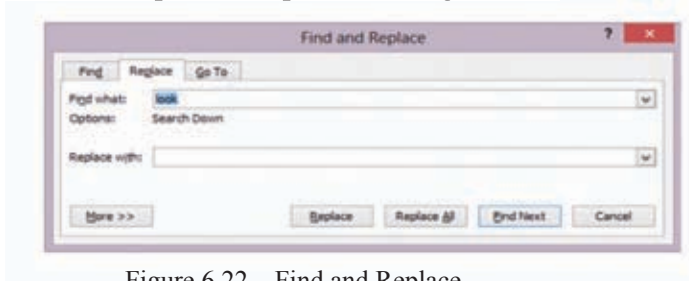 Find and Replace ? ×
Find Replace Go To
Find what: look
Options: Search Down
Replace with:
More >> Replace Replace All Find Next Cancel
Figure 6.22 Find and Replace